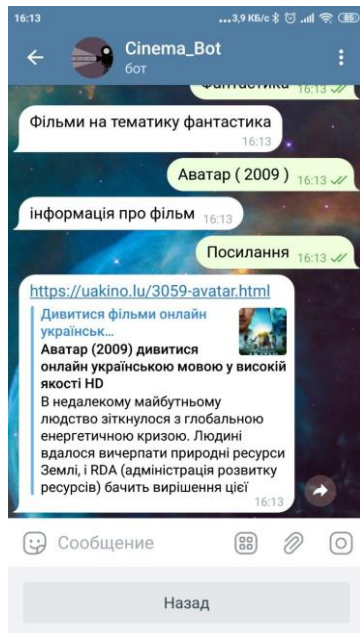 16:13 ...3,9 КБ/с 85
Cinema_Bot
бот
Фантастика 16:13
Фільми на тематику фантастика
16:13
Аватар ( 2009 ) 16:13
інформація про фільм 16:13
Посилання 16:13
https://uakino.lu/3059-avatar.html
Дивитися фільми онлайн
українськ...
Аватар (2009) дивитися
онлайн українською мовою у високій
якості HD
В недалекому майбутньому
людство зіткнулося з глобальною
енергетичною кризою. Людині
вдалося вичерпати природні ресурси
Землі, і RDA (адміністрація розвитку
ресурсів) бачить вирішення цієї
16:13
Сообщение
Назад